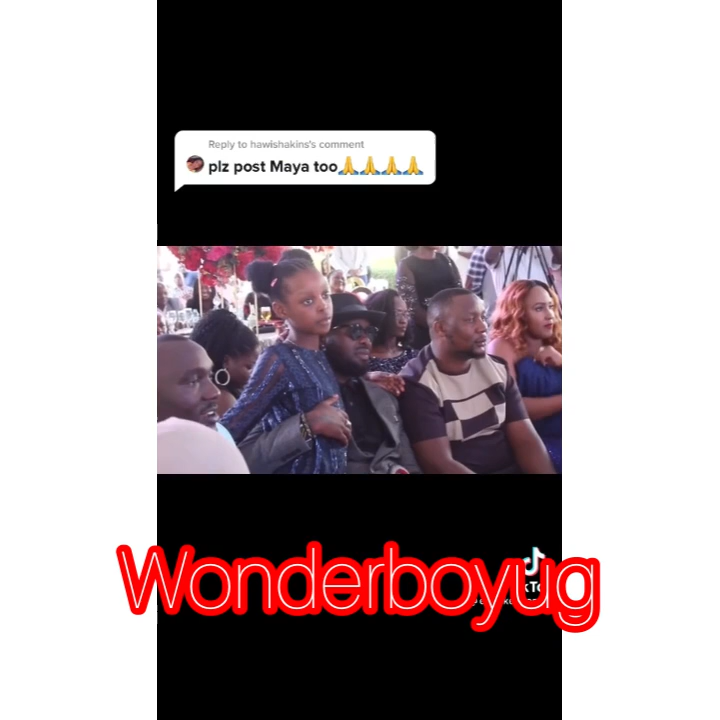 Reply to hawishakins's comment
plz post Maya too🙏🙏🙏🙏
Wonderboyug